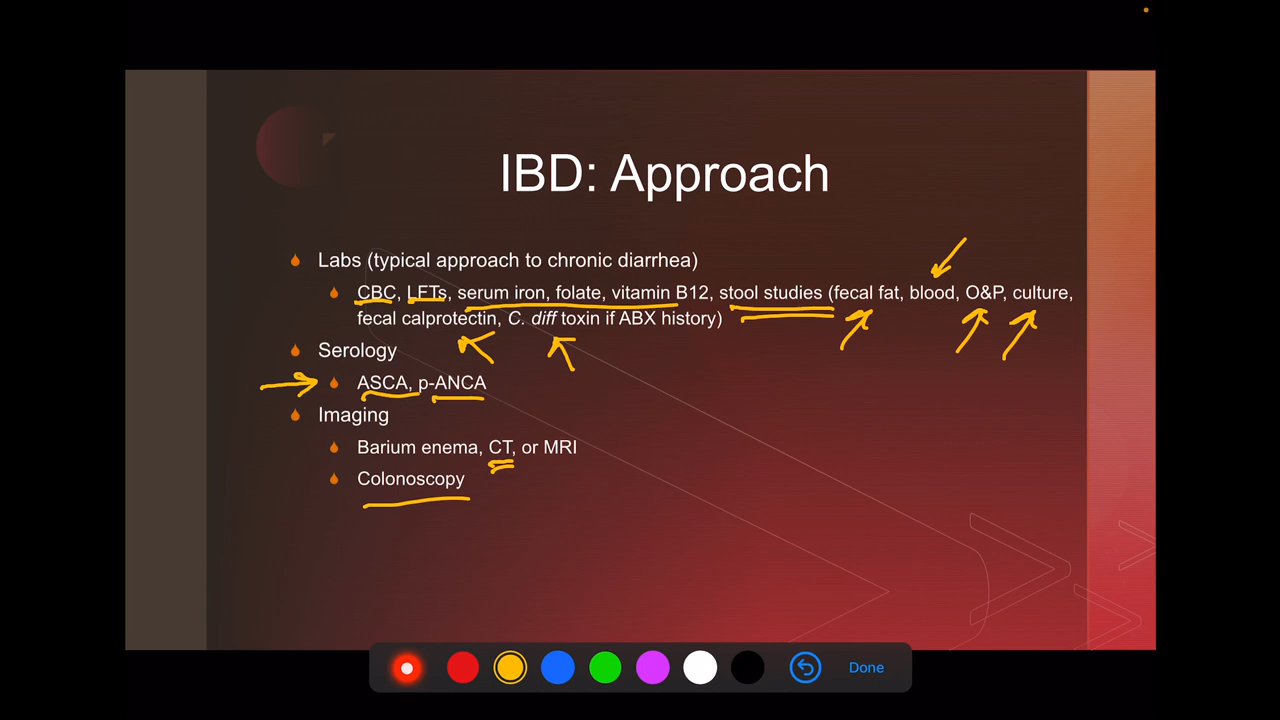 IBD: Approach
Labs (typical approach to chronic diarrhea)
CBC, LFTs, serum iron, folate, vitamin B12, stool studies (fecal fat, blood, O&P, culture,
fecal calprotectin, C. diff toxin if ABX history)
Serology
ASCA, p-ANCA
Imaging
Barium enema, CT, or MRI
Colonoscopy
Done